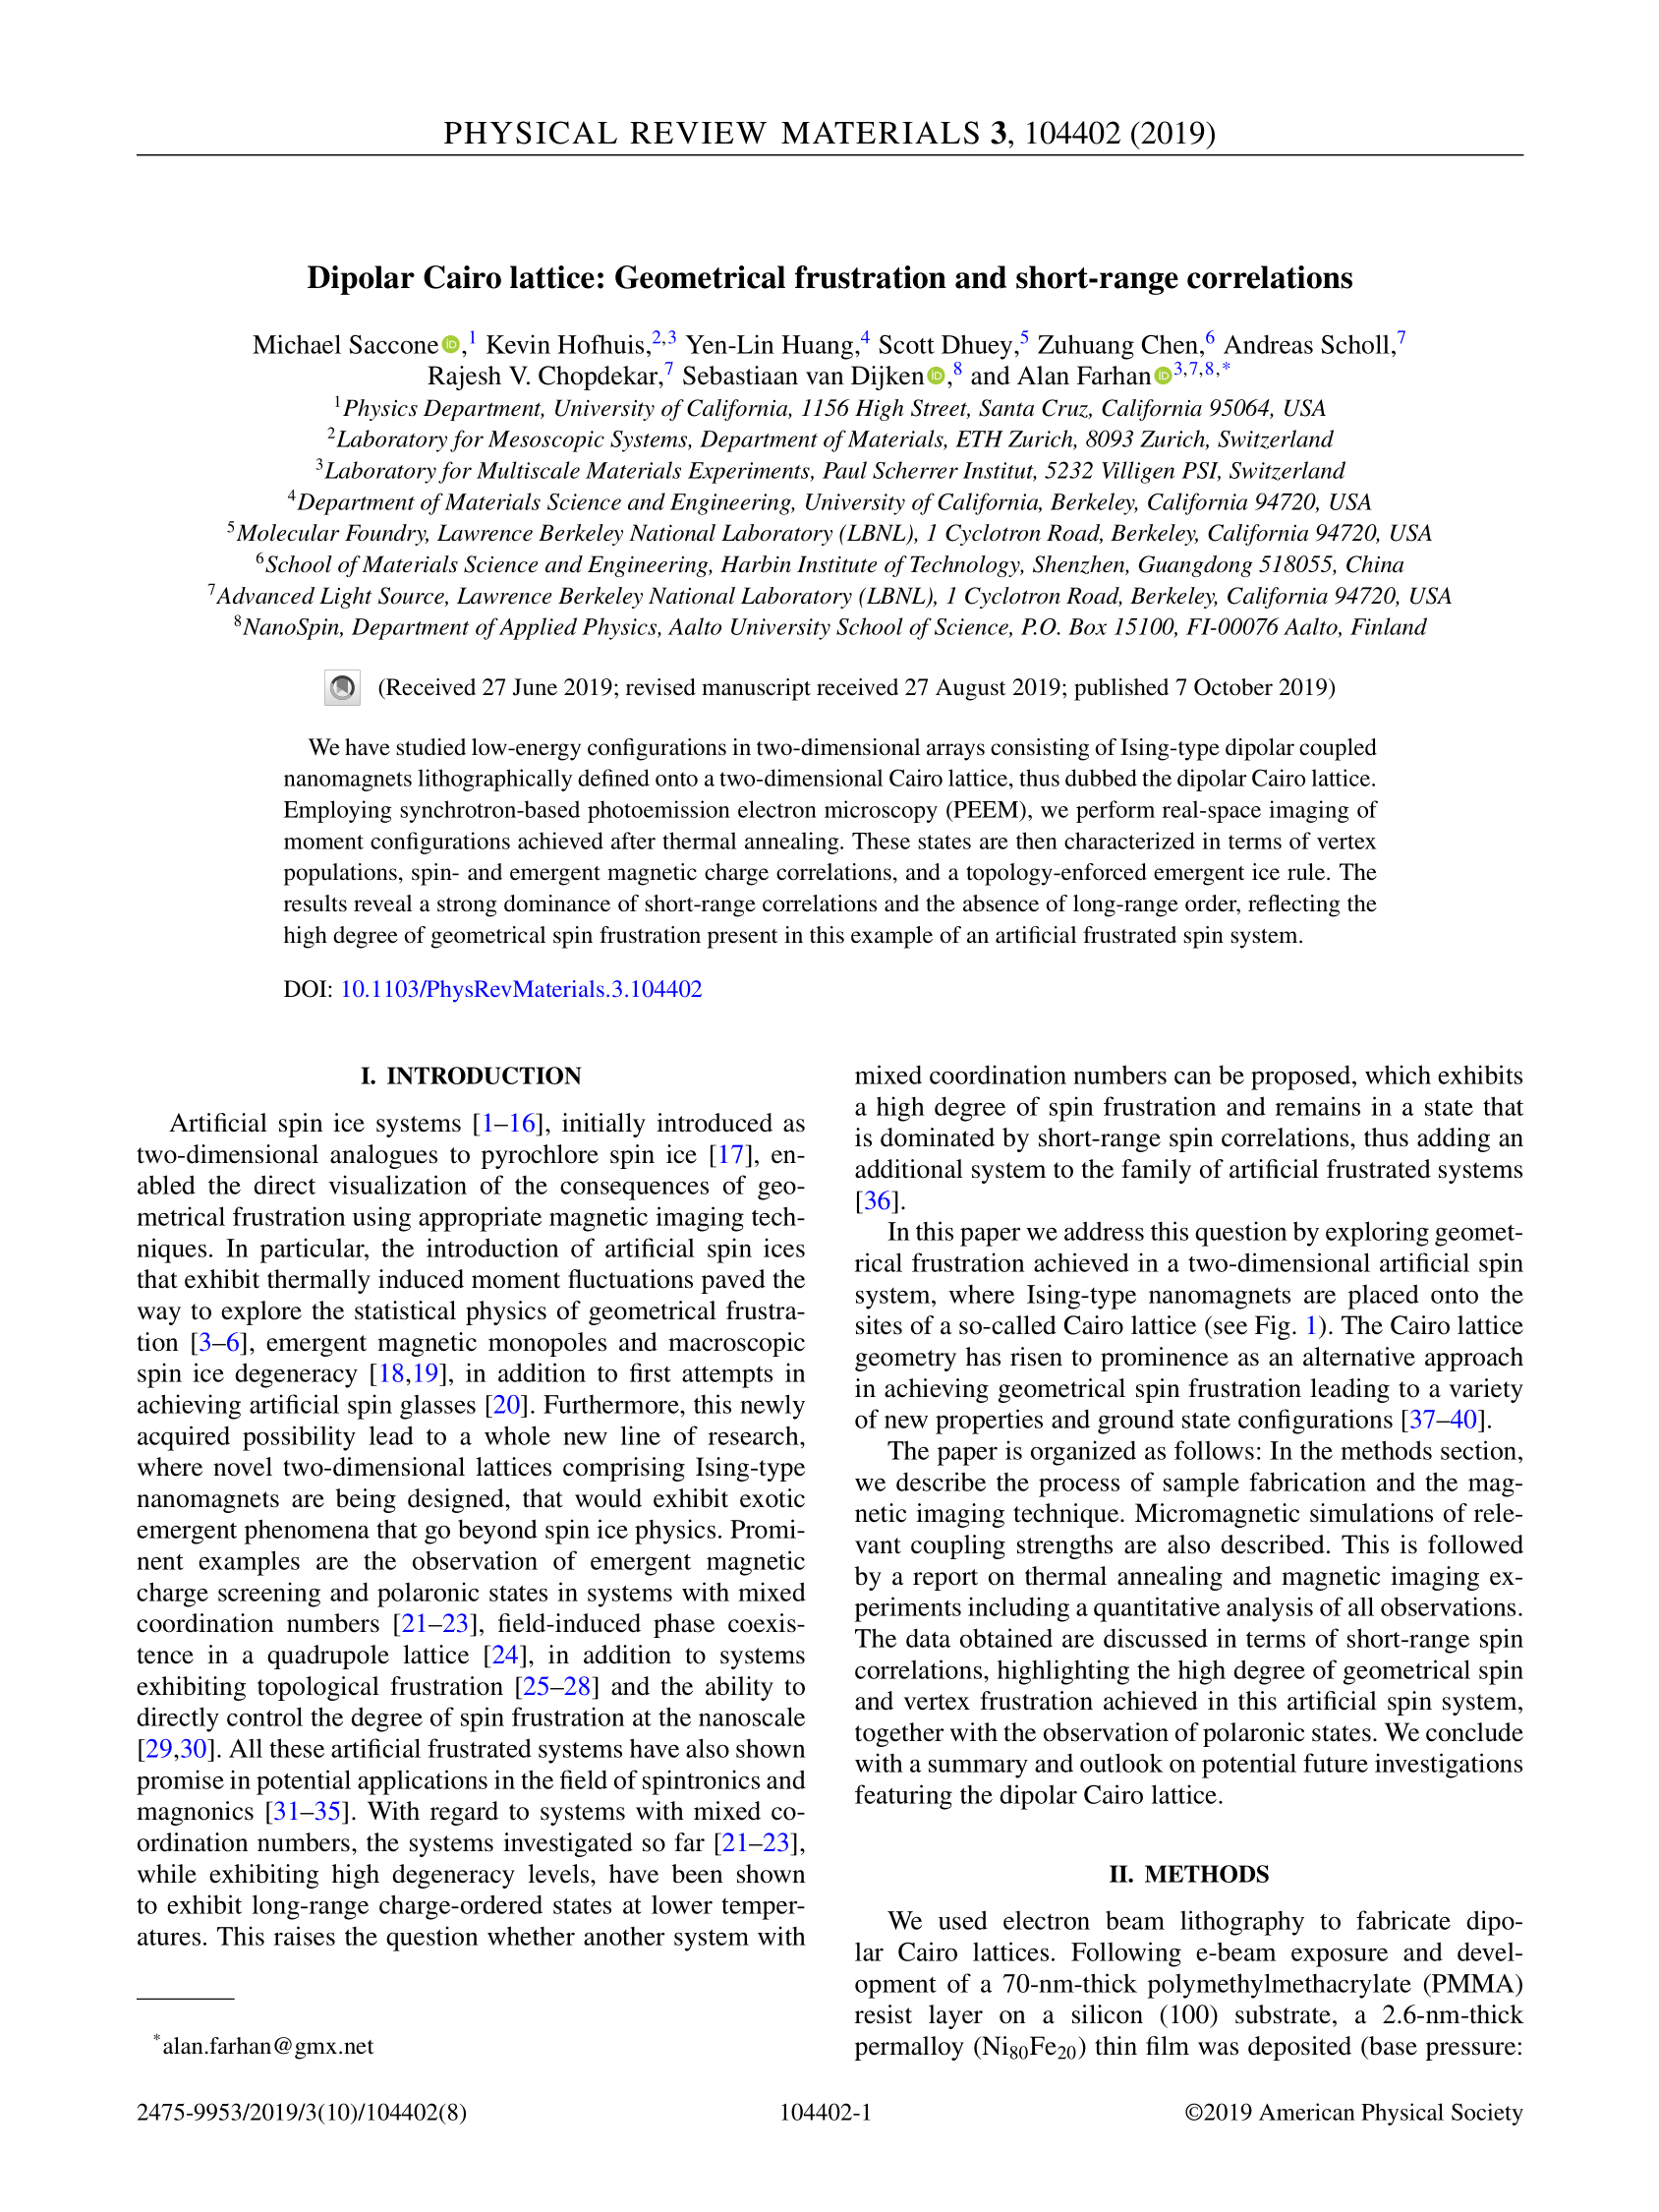 PHYSICAL REVIEW MATERIALS 3, 104402 (2019)
Dipolar Cairo lattice: Geometrical frustration and short-range correlations
Michael Saccone,1 Kevin Hofhuis,2,3 Yen-Lin Huang,4 Scott Dhuey,5 Zuhuang Chen,6 Andreas Scholl,7
Rajesh V. Chopdekar,7 Sebastiaan van Dijken,8 and Alan Farhan3,7,8,*
1Physics Department, University of California, 1156 High Street, Santa Cruz, California 95064, USA
2Laboratory for Mesoscopic Systems, Department of Materials, ETH Zurich, 8093 Zurich, Switzerland
3Laboratory for Multiscale Materials Experiments, Paul Scherrer Institut, 5232 Villigen PSI, Switzerland
4Department of Materials Science and Engineering, University of California, Berkeley, California 94720, USA
5Molecular Foundry, Lawrence Berkeley National Laboratory (LBNL), 1 Cyclotron Road, Berkeley, California 94720, USA
6School of Materials Science and Engineering, Harbin Institute of Technology, Shenzhen, Guangdong 518055, China
7Advanced Light Source, Lawrence Berkeley National Laboratory (LBNL), 1 Cyclotron Road, Berkeley, California 94720, USA
8NanoSpin, Department of Applied Physics, Aalto University School of Science, P.O. Box 15100, FI-00076 Aalto, Finland
(Received 27 June 2019; revised manuscript received 27 August 2019; published 7 October 2019)
We have studied low-energy configurations in two-dimensional arrays consisting of Ising-type dipolar coupled
nanomagnets lithographically defined onto a two-dimensional Cairo lattice, thus dubbed the dipolar Cairo lattice.
Employing synchrotron-based photoemission electron microscopy (PEEM), we perform real-space imaging of
moment configurations achieved after thermal annealing. These states are then characterized in terms of vertex
populations, spin- and emergent magnetic charge correlations, and a topology-enforced emergent ice rule. The
results reveal a strong dominance of short-range correlations and the absence of long-range order, reflecting the
high degree of geometrical spin frustration present in this example of an artificial frustrated spin system.
DOI: 10.1103/PhysRevMaterials.3.104402
I. INTRODUCTION
Artificial spin ice systems [1–16], initially introduced as
two-dimensional analogues to pyrochlore spin ice [17], en-
abled the direct visualization of the consequences of geo-
metrical frustration using appropriate magnetic imaging tech-
niques. In particular, the introduction of artificial spin ices
that exhibit thermally induced moment fluctuations paved the
way to explore the statistical physics of geometrical frustra-
tion [3–6], emergent magnetic monopoles and macroscopic
spin ice degeneracy [18,19], in addition to first attempts in
achieving artificial spin glasses [20]. Furthermore, this newly
acquired possibility lead to a whole new line of research,
where novel two-dimensional lattices comprising Ising-type
nanomagnets are being designed, that would exhibit exotic
emergent phenomena that go beyond spin ice physics. Promi-
nent examples are the observation of emergent magnetic
charge screening and polaronic states in systems with mixed
coordination numbers [21–23], field-induced phase coexis-
tence in a quadrupole lattice [24], in addition to systems
exhibiting topological frustration [25–28] and the ability to
directly control the degree of spin frustration at the nanoscale
[29,30]. All these artificial frustrated systems have also shown
promise in potential applications in the field of spintronics and
magnonics [31–35]. With regard to systems with mixed co-
ordination numbers, the systems investigated so far [21–23],
while exhibiting high degeneracy levels, have been shown
to exhibit long-range charge-ordered states at lower temper-
atures. This raises the question whether another system with
*alan.farhan@gmx.net
mixed coordination numbers can be proposed, which exhibits
a high degree of spin frustration and remains in a state that
is dominated by short-range spin correlations, thus adding an
additional system to the family of artificial frustrated systems
[36].
In this paper we address this question by exploring geomet-
rical frustration achieved in a two-dimensional artificial spin
system, where Ising-type nanomagnets are placed onto the
sites of a so-called Cairo lattice (see Fig. 1). The Cairo lattice
geometry has risen to prominence as an alternative approach
in achieving geometrical spin frustration leading to a variety
of new properties and ground state configurations [37–40].
The paper is organized as follows: In the methods section,
we describe the process of sample fabrication and the mag-
netic imaging technique. Micromagnetic simulations of rele-
vant coupling strengths are also described. This is followed
by a report on thermal annealing and magnetic imaging ex-
periments including a quantitative analysis of all observations.
The data obtained are discussed in terms of short-range spin
correlations, highlighting the high degree of geometrical spin
and vertex frustration achieved in this artificial spin system,
together with the observation of polaronic states. We conclude
with a summary and outlook on potential future investigations
featuring the dipolar Cairo lattice.
II. METHODS
We used electron beam lithography to fabricate dipo-
lar Cairo lattices. Following e-beam exposure and devel-
opment of a 70-nm-thick polymethylmethacrylate (PMMA)
resist layer on a silicon (100) substrate, a 2.6-nm-thick
permalloy (Ni80Fe20) thin film was deposited (base pressure:
2475-9953/2019/3(10)/104402(8)
104402-1
©2019 American Physical Society